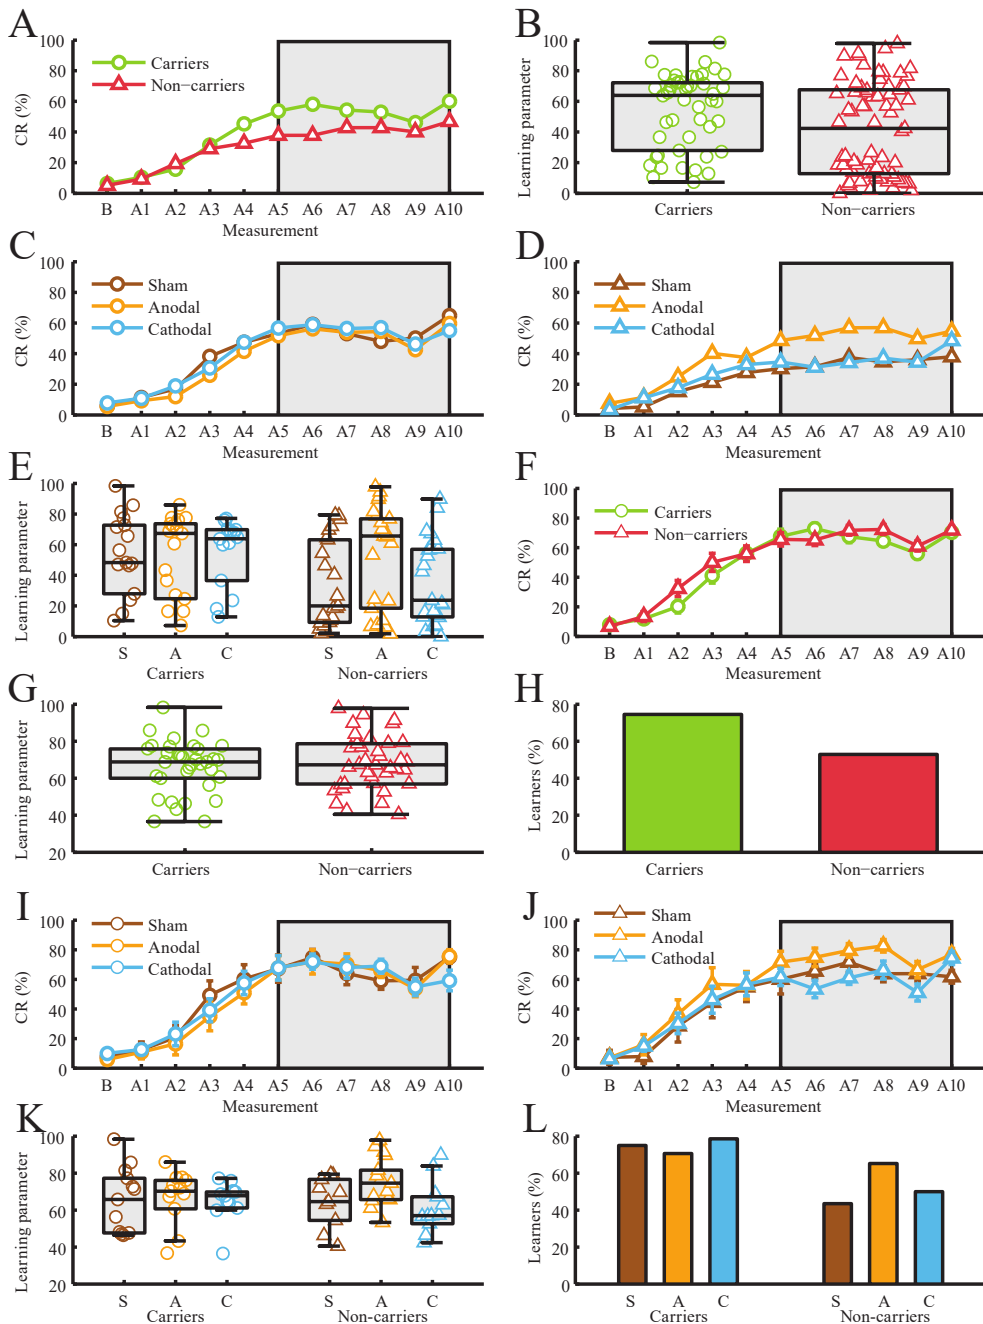 A
CR (%)
100
80
60
40
20
0
Carriers
Non-carriers
B A1 A2 A3 A4 A5 A6 A7 A8 A9 A10
Measurement
B
Learning parameter
100
80
60
40
20
0
Carriers Non-carriers
C
CR (%)
100
80
60
40
20
0
Sham
Anodal
Cathodal
B A1 A2 A3 A4 A5 A6 A7 A8 A9 A10
Measurement
D
CR (%)
100
80
60
40
20
0
Sham
Anodal
Cathodal
B A1 A2 A3 A4 A5 A6 A7 A8 A9 A10
Measurement
E
Learning parameter
100
80
60
40
20
0
S A C S A C
Carriers Non-carriers
F
CR (%)
100
80
60
40
20
0
Carriers
Non-carriers
B A1 A2 A3 A4 A5 A6 A7 A8 A9 A10
Measurement
G
Learning parameter
100
80
60
40
20
Carriers Non-carriers
H
Learners (%)
80
60
40
20
0
Carriers Non-carriers
I
CR (%)
100
80
60
40
20
0
Sham
Anodal
Cathodal
B A1 A2 A3 A4 A5 A6 A7 A8 A9 A10
Measurement
J
CR (%)
100
80
60
40
20
0
Sham
Anodal
Cathodal
B A1 A2 A3 A4 A5 A6 A7 A8 A9 A10
Measurement
K
Learning parameter
100
80
60
40
20
S A C S A C
Carriers Non-carriers
L
Learners (%)
80
60
40
20
0
S A C S A C
Carriers Non-carriers